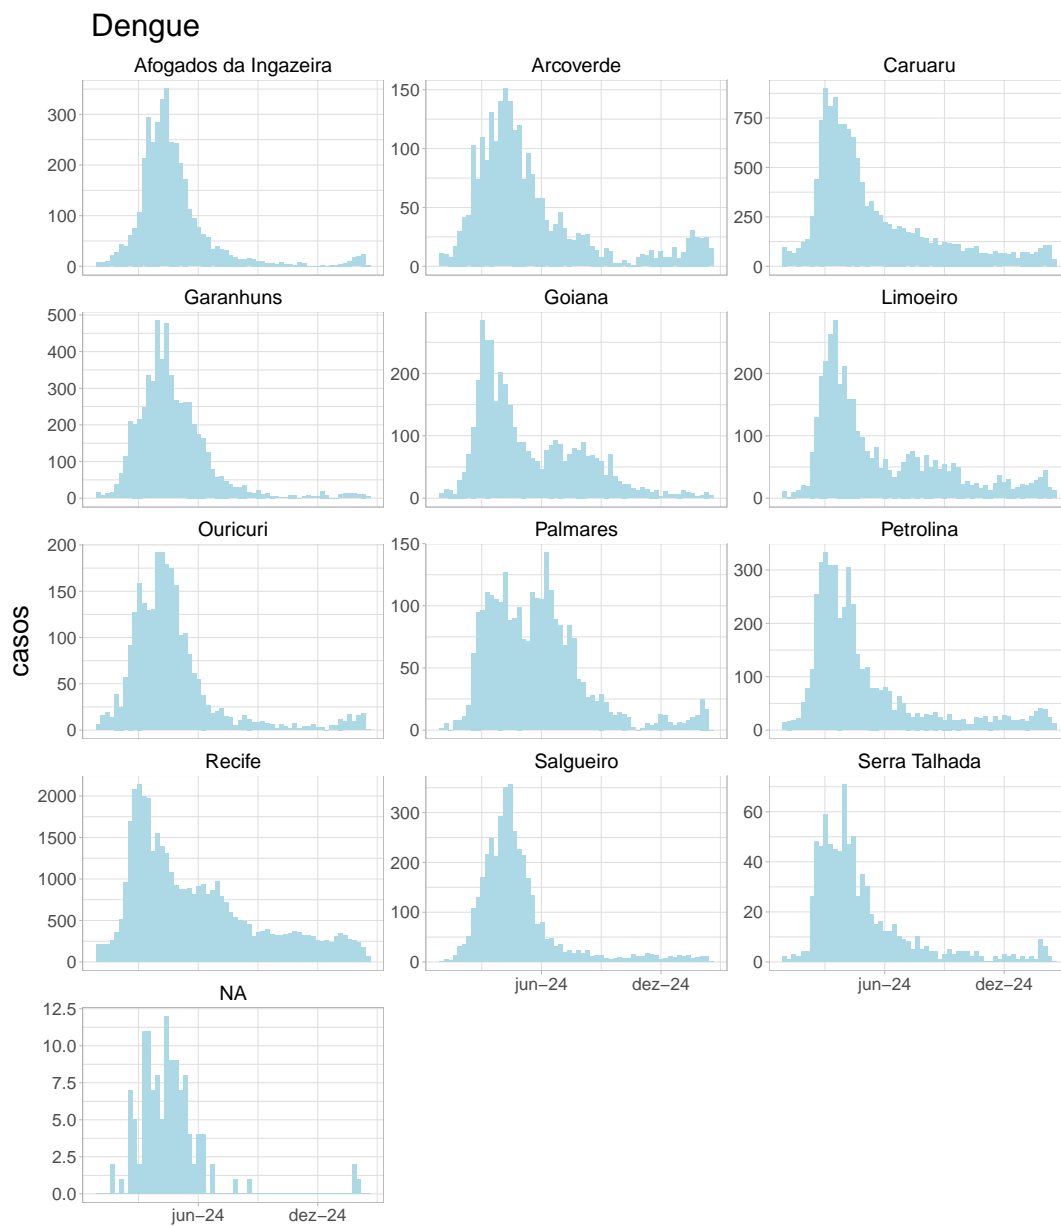 Dengue
Afogados da Ingazeira
Arcoverde
Caruaru
300
200
100
0
150
100
50
0
750
500
250
0
Garanhuns
Goiana
Limoeiro
500
400
300
200
100
0
200
100
0
200
100
0
Ouricuri
Palmares
Petrolina
200
150
100
50
0
150
100
50
0
300
200
100
0
casos
Recife
Salgueiro
Serra Talhada
2000
1500
1000
500
0
300
200
100
0
60
40
20
0
jun−24
dez−24
jun−24
dez−24
NA
12.5
10.0
7.5
5.0
2.5
0.0
jun−24
dez−24